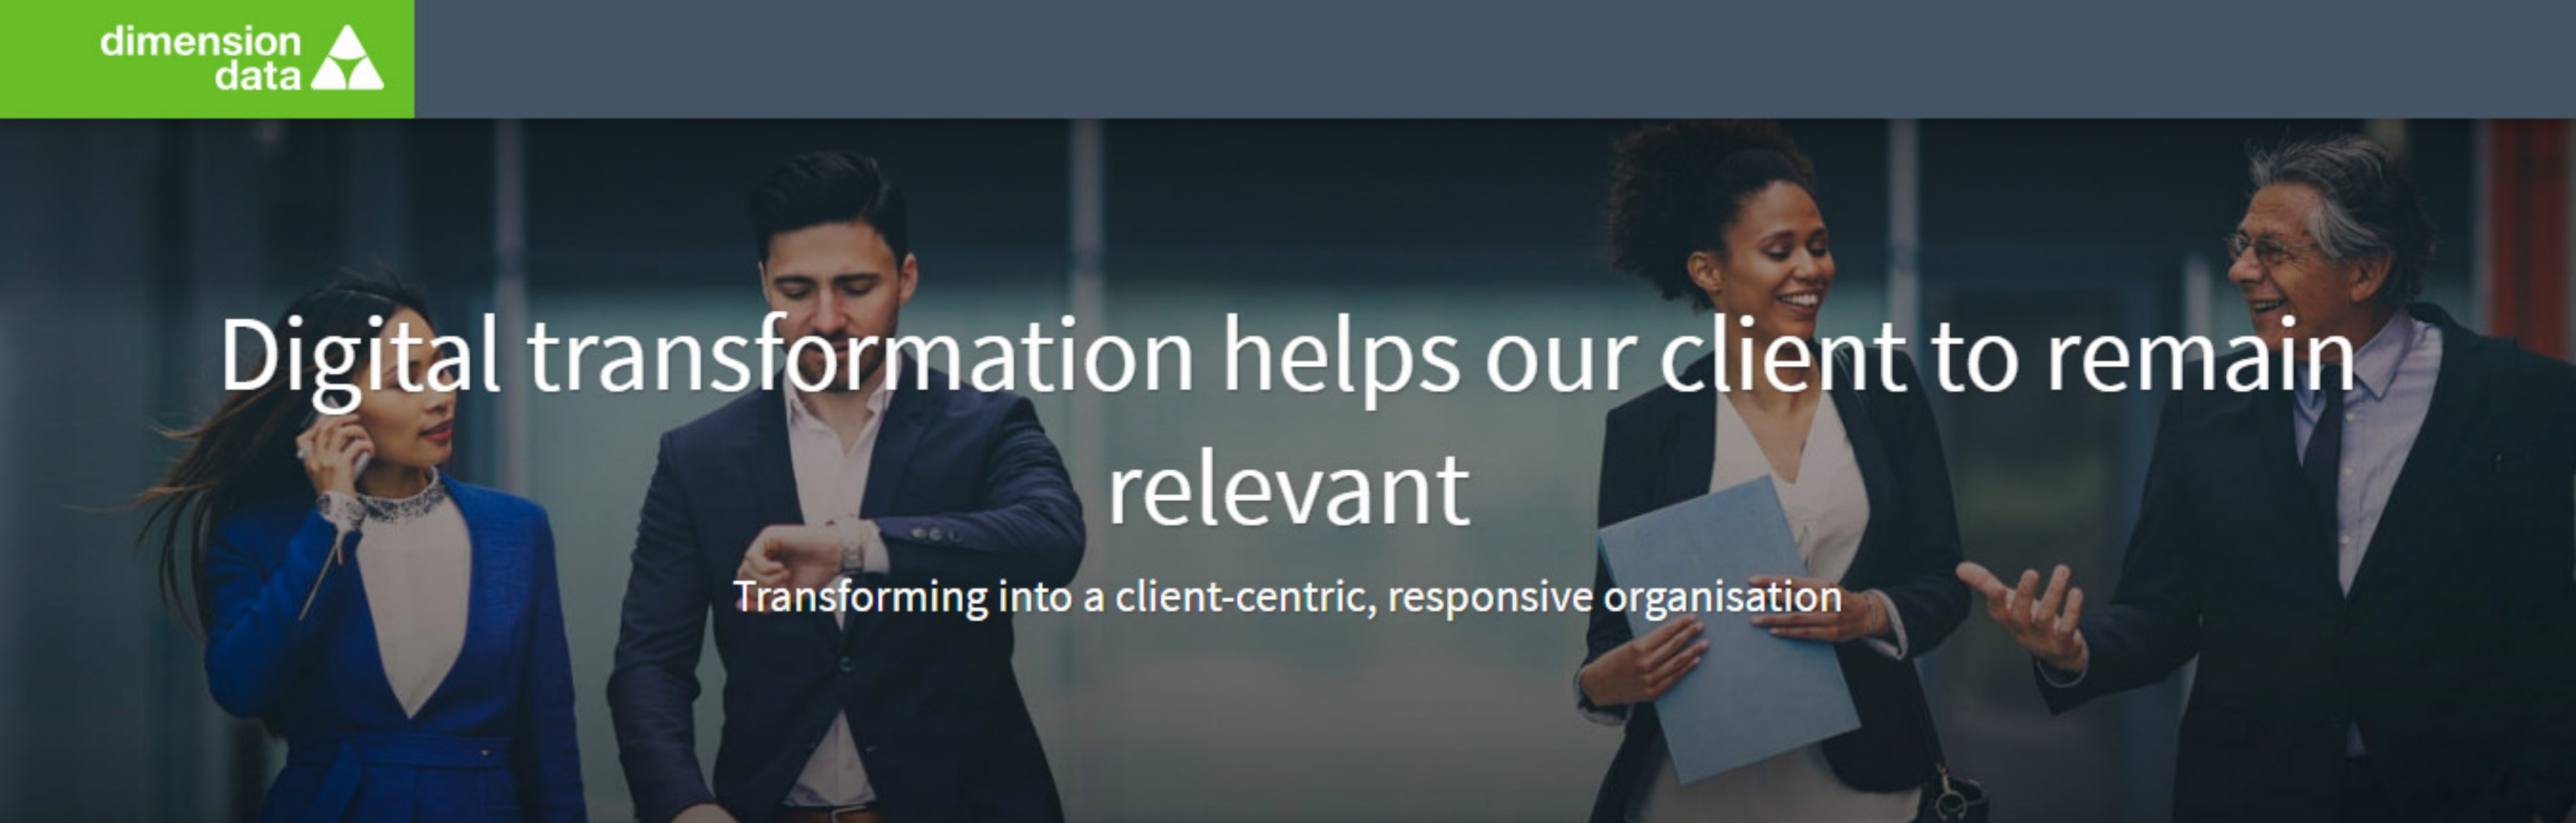 dimension
data
Digital transformation helps our client to remain
relevant
Transforming into a client-centric, responsive organisation